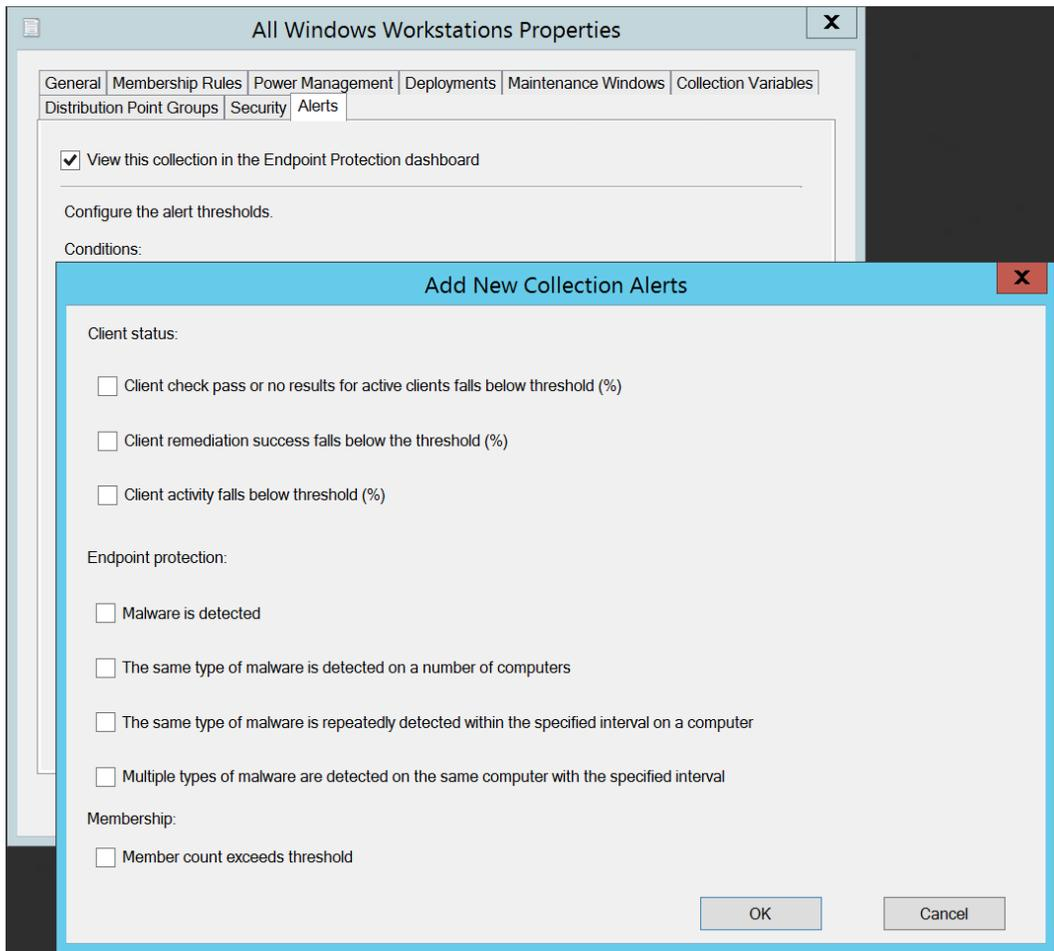 All Windows Workstations Properties
X
General Membership Rules Power Management Deployments Maintenance Windows Collection Variables
Distribution Point Groups Security Alerts
View this collection in the Endpoint Protection dashboard
Configure the alert thresholds.
Conditions:
Add New Collection Alerts
X
Client status:
Client check pass or no results for active clients falls below threshold (%)
Client remediation success falls below the threshold (%)
Client activity falls below threshold (%)
Endpoint protection:
Malware is detected
The same type of malware is detected on a number of computers
The same type of malware is repeatedly detected within the specified interval on a computer
Multiple types of malware are detected on the same computer with the specified interval
Membership:
Member count exceeds threshold
OK Cancel